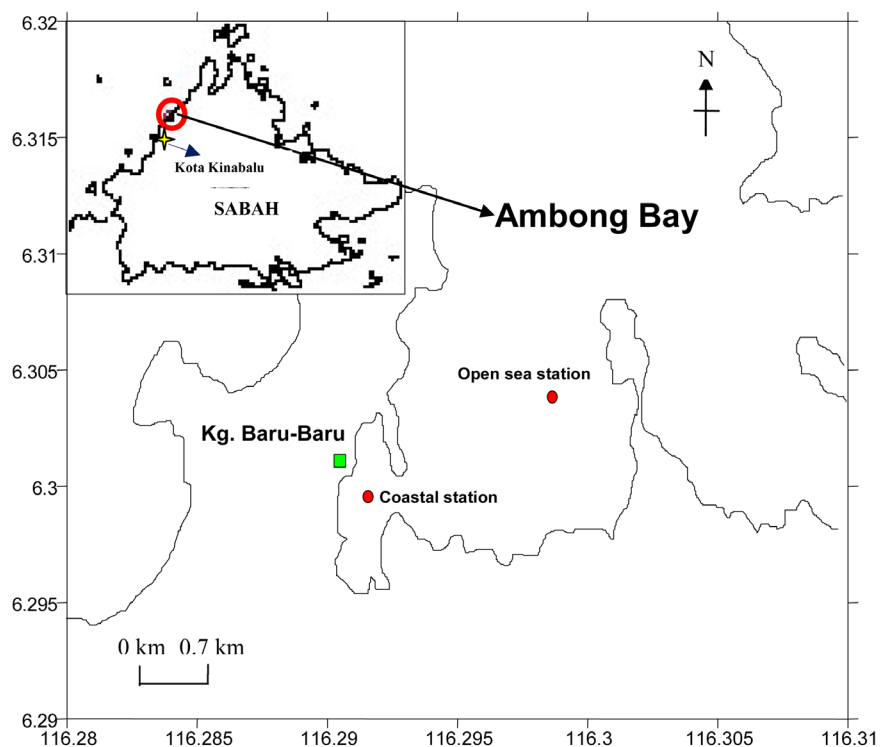 6.32
N
6.315
Kota Kinabalu
SABAH
Ambong Bay
6.31
6.305
Open sea station
Kg. Baru-Baru
6.3
Coastal station
6.295
0 km 0.7 km
6.29
116.28 116.285 116.29 116.295 116.3 116.305 116.31